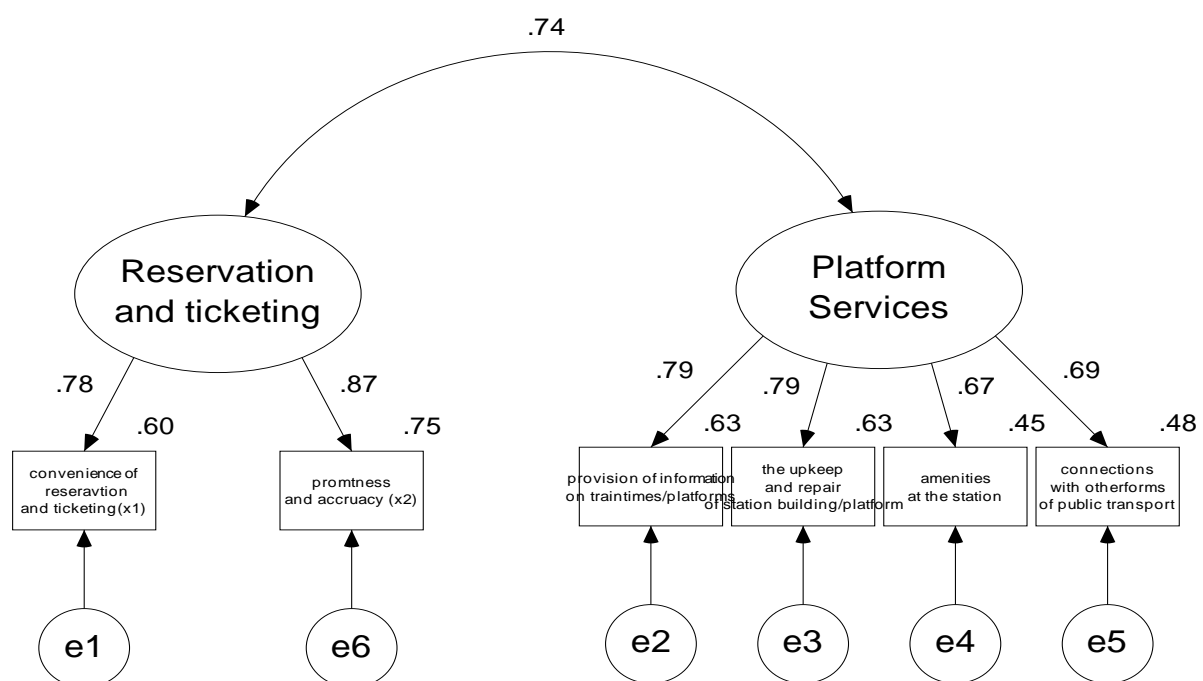 .74
Reservation
and ticketing
Platform
Services
.78
.87
.79
.79
.67
.69
.60
.75
.63
.63
.45
.48
convenience of
reseravtion
and ticketing(x1)
promtness
and accruacy (x2)
provision of information
on traintimes/platforms
the upkeep
and repair
of station building/platform
amenities
at the station
connections
with otherforms
of public transport
e1
e6
e2
e3
e4
e5